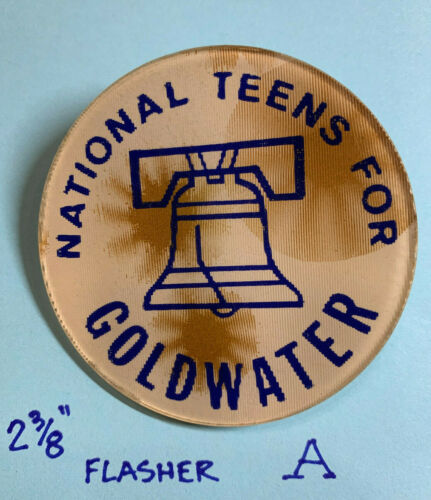 NATIONAL TEENS FOR
GOLDWATER
2 3/8"
FLASHER A